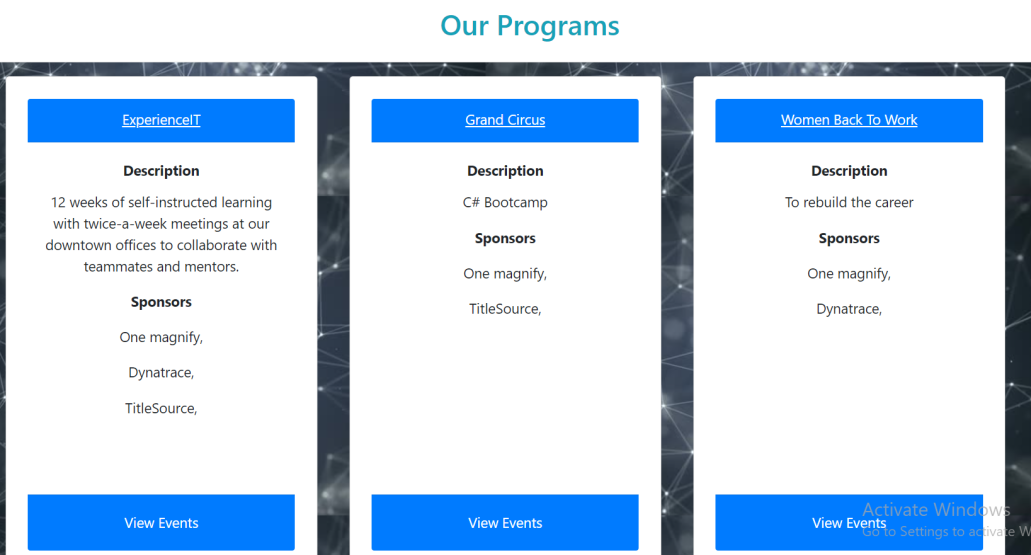 Our Programs
ExperienceIT
Description
12 weeks of self-instructed learning
with twice-a-week meetings at our
downtown offices to collaborate with
teammates and mentors.
Sponsors
One magnify,
Dynatrace,
TitleSource,
View Events
Grand Circus
Description
C# Bootcamp
Sponsors
One magnify,
TitleSource,
View Events
Women Back To Work
Description
To rebuild the career
Sponsors
One magnify,
Dynatrace,
View Events
Activate Windows
Go to Settings to activate W